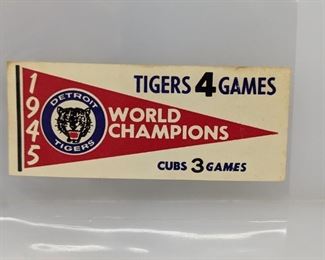 TIGERS 4 GAMES
1945
DETROIT
TIGERS
WORLD
CHAMPIONS
CUBS 3 GAMES